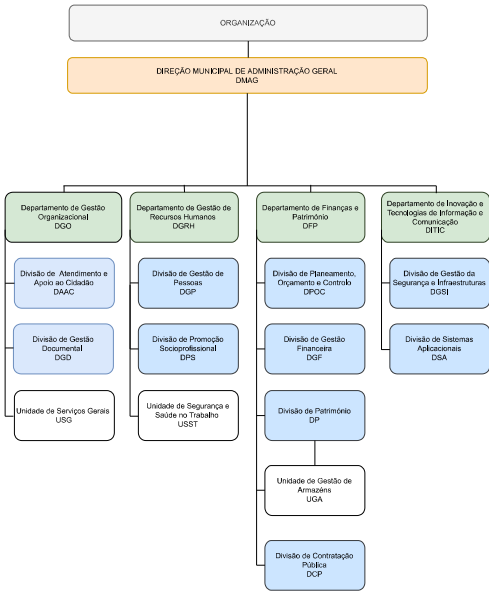 ORGANIZAÇÃO
DIREÇÃO MUNICIPAL DE ADMINISTRAÇÃO GERAL
DMAG
Departamento de Gestão
Organizacional
DGO
Divisão de Atendimento e
Apoio ao Cidadão
DAAC
Divisão de Gestão
Documental
DGD
Unidade de Serviços Gerais
USG
Departamento de Gestão de
Recursos Humanos
DGRH
Divisão de Gestão de
Pessoas
DGP
Divisão de Promoção
Socioprofissional
DPS
Unidade de Segurança e
Saúde no Trabalho
USST
Departamento de Finanças e
Património
DFP
Divisão de Planeamento,
Orçamento e Controlo
DPOC
Divisão de Gestão
Financeira
DGF
Divisão de Património
DP
Unidade de Gestão de
Armazéns
UGA
Divisão de Contratação
Pública
DCP
Departamento de Inovação e
Tecnologias de Informação e
Comunicação
DITIC
Divisão de Gestão da
Segurança e Infraestruturas
DGSI
Divisão de Sistemas
Aplicacionais
DSA